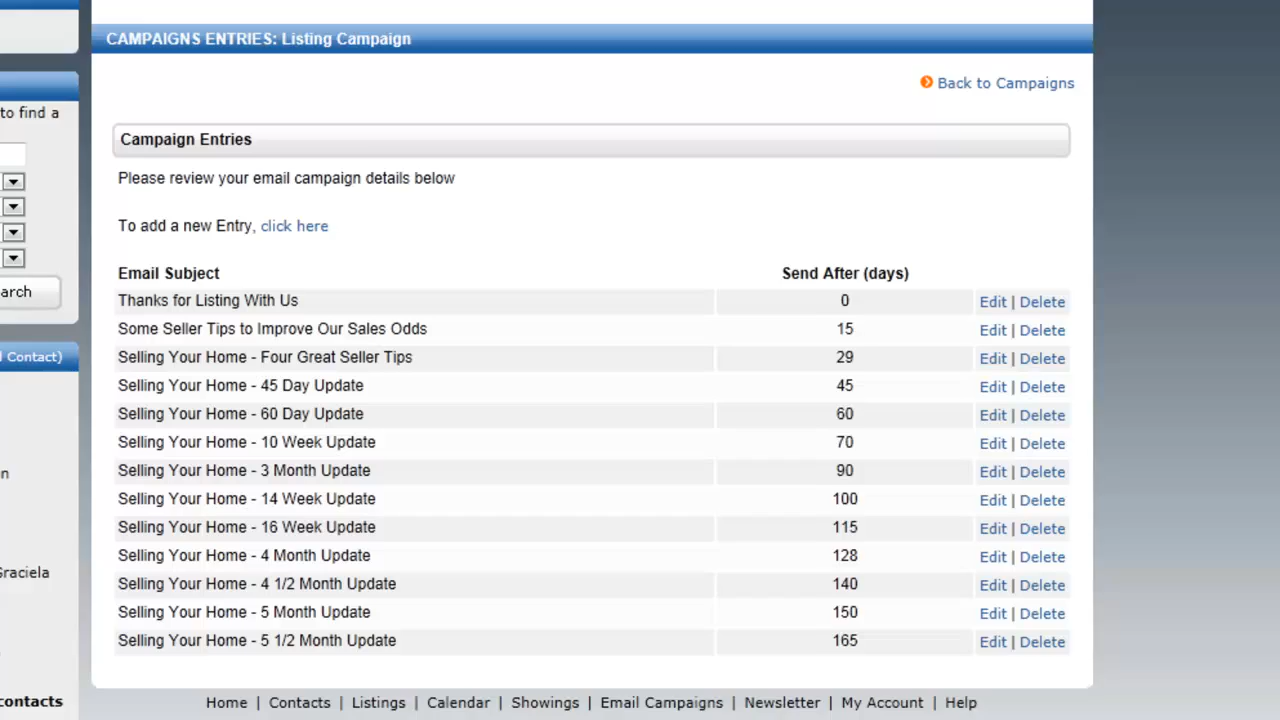 CAMPAIGNS ENTRIES: Listing Campaign
Back to Campaigns
to find a
Campaign Entries
Please review your email campaign details below
To add a new Entry, click here
arch
Email Subject Send After (days)
Thanks for Listing With Us 0 Edit | Delete
Some Seller Tips to Improve Our Sales Odds 15 Edit | Delete
Contact)
Selling Your Home - Four Great Seller Tips 29 Edit | Delete
Selling Your Home - 45 Day Update 45 Edit | Delete
Selling Your Home - 60 Day Update 60 Edit | Delete
Selling Your Home - 10 Week Update 70 Edit | Delete
n
Selling Your Home - 3 Month Update 90 Edit | Delete
Selling Your Home - 14 Week Update 100 Edit | Delete
Selling Your Home - 16 Week Update 115 Edit | Delete
Selling Your Home - 4 Month Update 128 Edit | Delete
Graciela
Selling Your Home - 4 1/2 Month Update 140 Edit | Delete
Selling Your Home - 5 Month Update 150 Edit | Delete
Selling Your Home - 5 1/2 Month Update 165 Edit | Delete
contacts
Home | Contacts | Listings | Calendar | Showings | Email Campaigns | Newsletter | My Account | Help